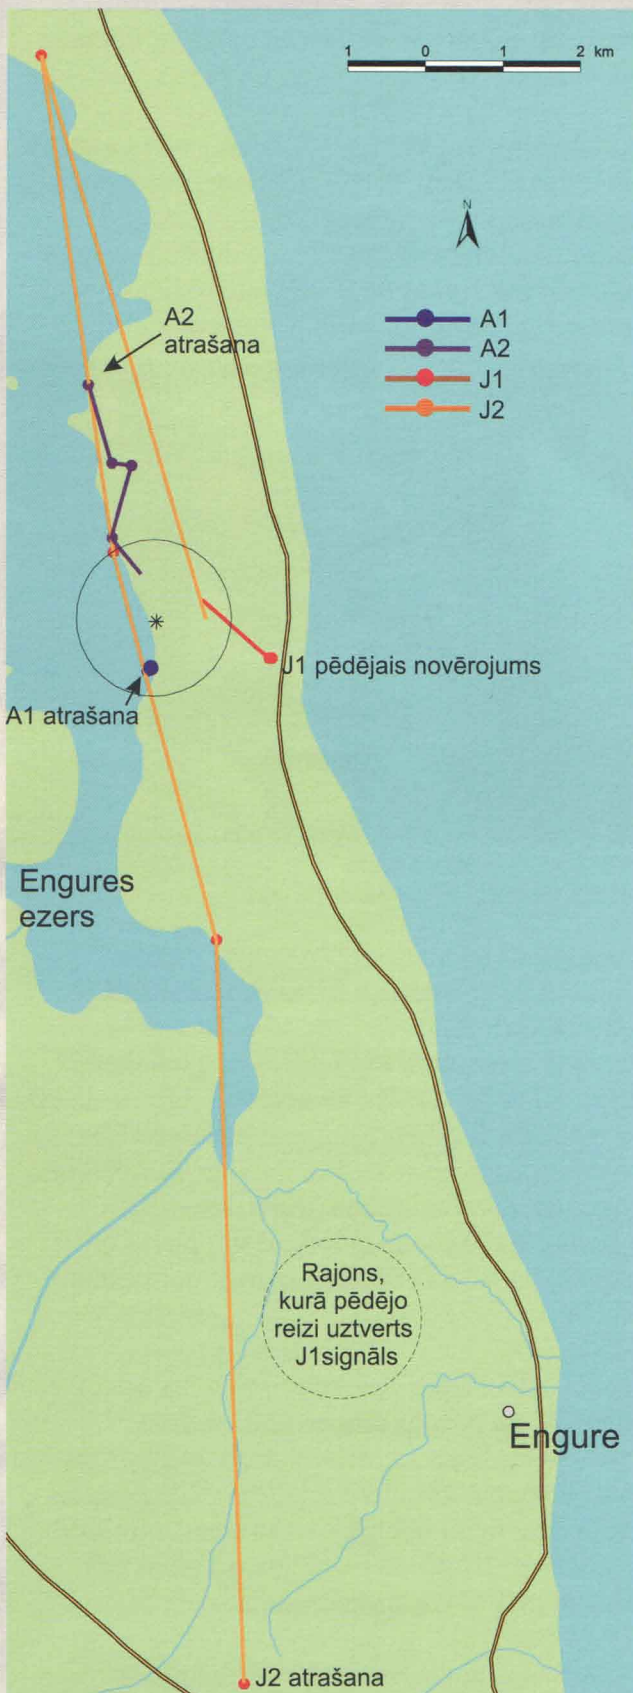 1 0 1 2 km
N
A1
A2
J1
J2
A2
atrašana
J1 pēdējais novērojums
A1 atrašana
Engures
ezers
Rajons,
kurā pēdējo
reizi uztverts
J1signāls
Engure
J2 atrašana